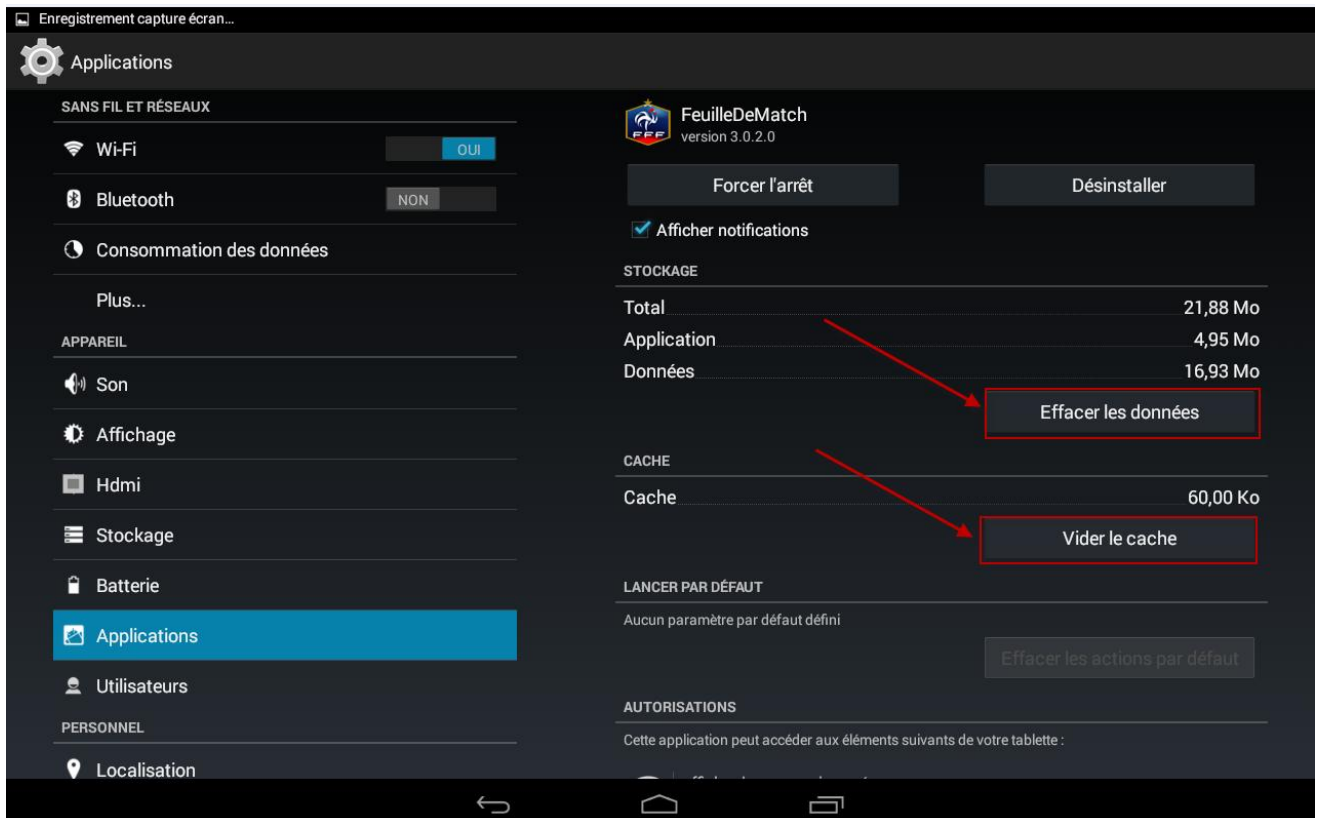 Enregistrement capture écran...
Applications
SANS FIL ET RÉSEAUX
Wi-Fi OUI
Bluetooth NON
Consommation des données
Plus...
APPAREIL
Son
Affichage
Hdmi
Stockage
Batterie
Applications
Utilisateurs
PERSONNEL
Localisation
FFF
FeuilleDeMatch
version 3.0.2.0
Forcer l'arrêt Désinstaller
Afficher notifications
STOCKAGE
Total 21,88 Mo
Application 4,95 Mo
Données 16,93 Mo
Effacer les données
CACHE
Cache 60,00 Ko
Vider le cache
LANCER PAR DÉFAUT
Aucun paramètre par défaut défini
Effacer les actions par défaut
AUTORISATIONS
Cette application peut accéder aux éléments suivants de votre tablette :